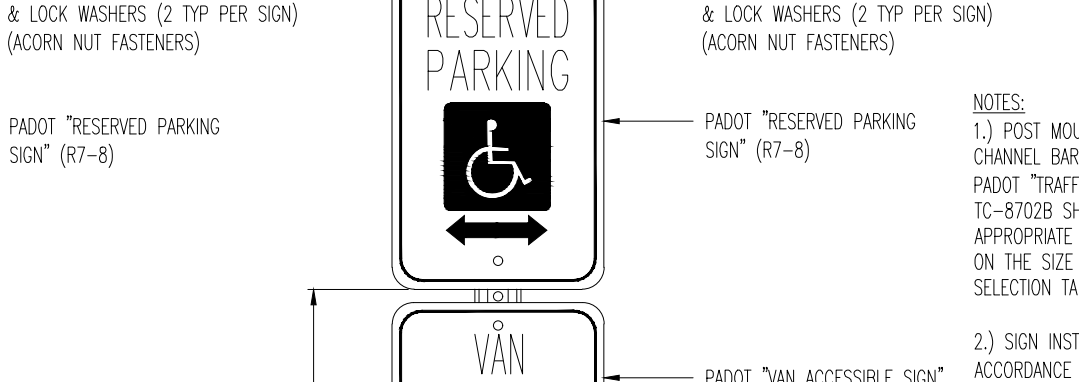 & LOCK WASHERS (2 TYP PER SIGN)
(ACORN NUT FASTENERS)
PADOT "RESERVED PARKING
SIGN" (R7-8)
RESERVED
PARKING
VAN
& LOCK WASHERS (2 TYP PER SIGN)
(ACORN NUT FASTENERS)
PADOT "RESERVED PARKING
SIGN" (R7-8)
PADOT "VAN ACCESSIBLE SIGN"
NOTES:
1.) POST MOU
CHANNEL BAR
PADOT "TRAFF
TC-8702B SH
APPROPRIATE
ON THE SIZE
SELECTION TA
2.) SIGN INST
ACCORDANCE